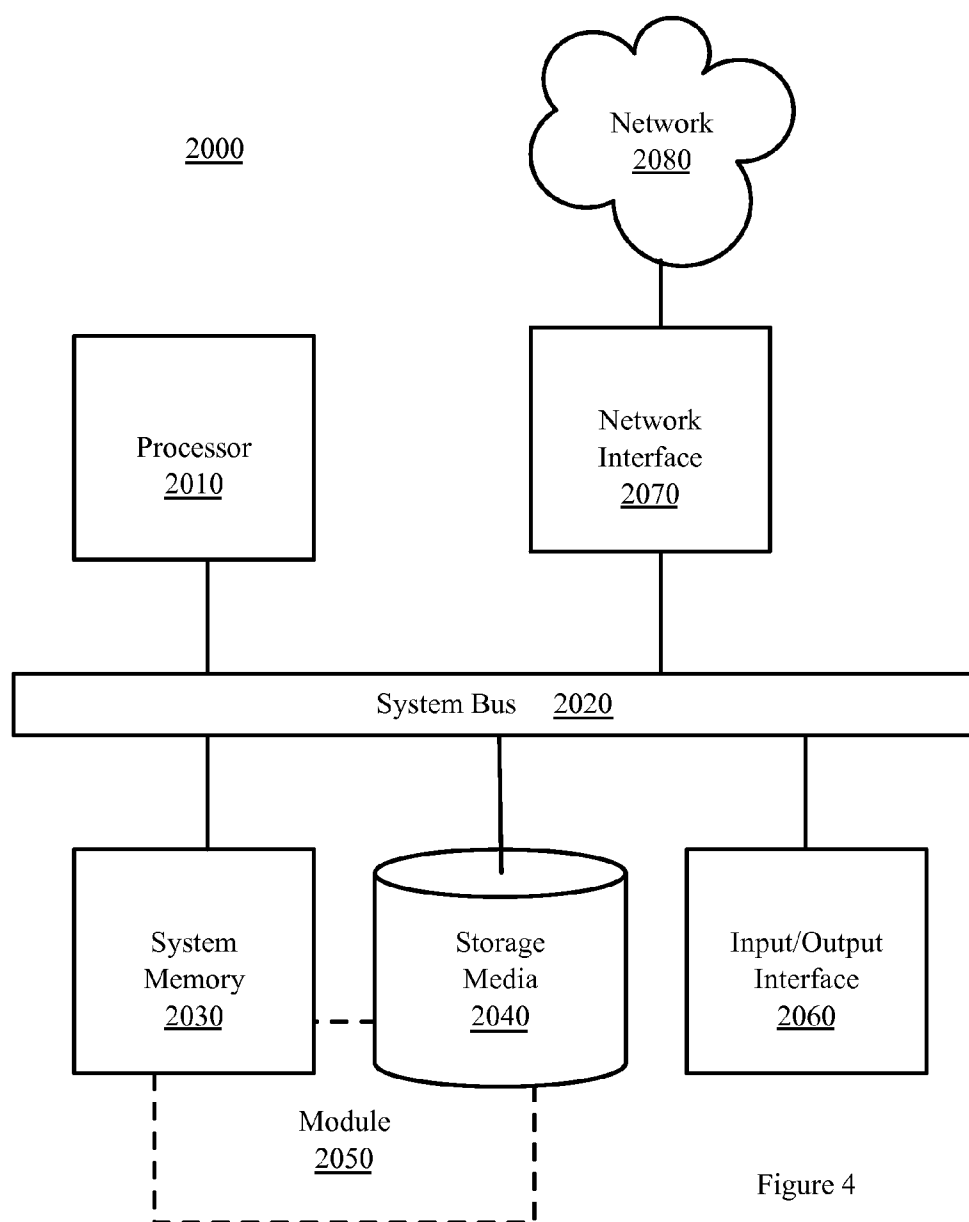 2000
Network
2080
Processor
2010
Network
Interface
2070
System Bus 2020
System
Memory
2030
Storage
Media
2040
Input/Output
Interface
2060
Module
2050
Figure 4